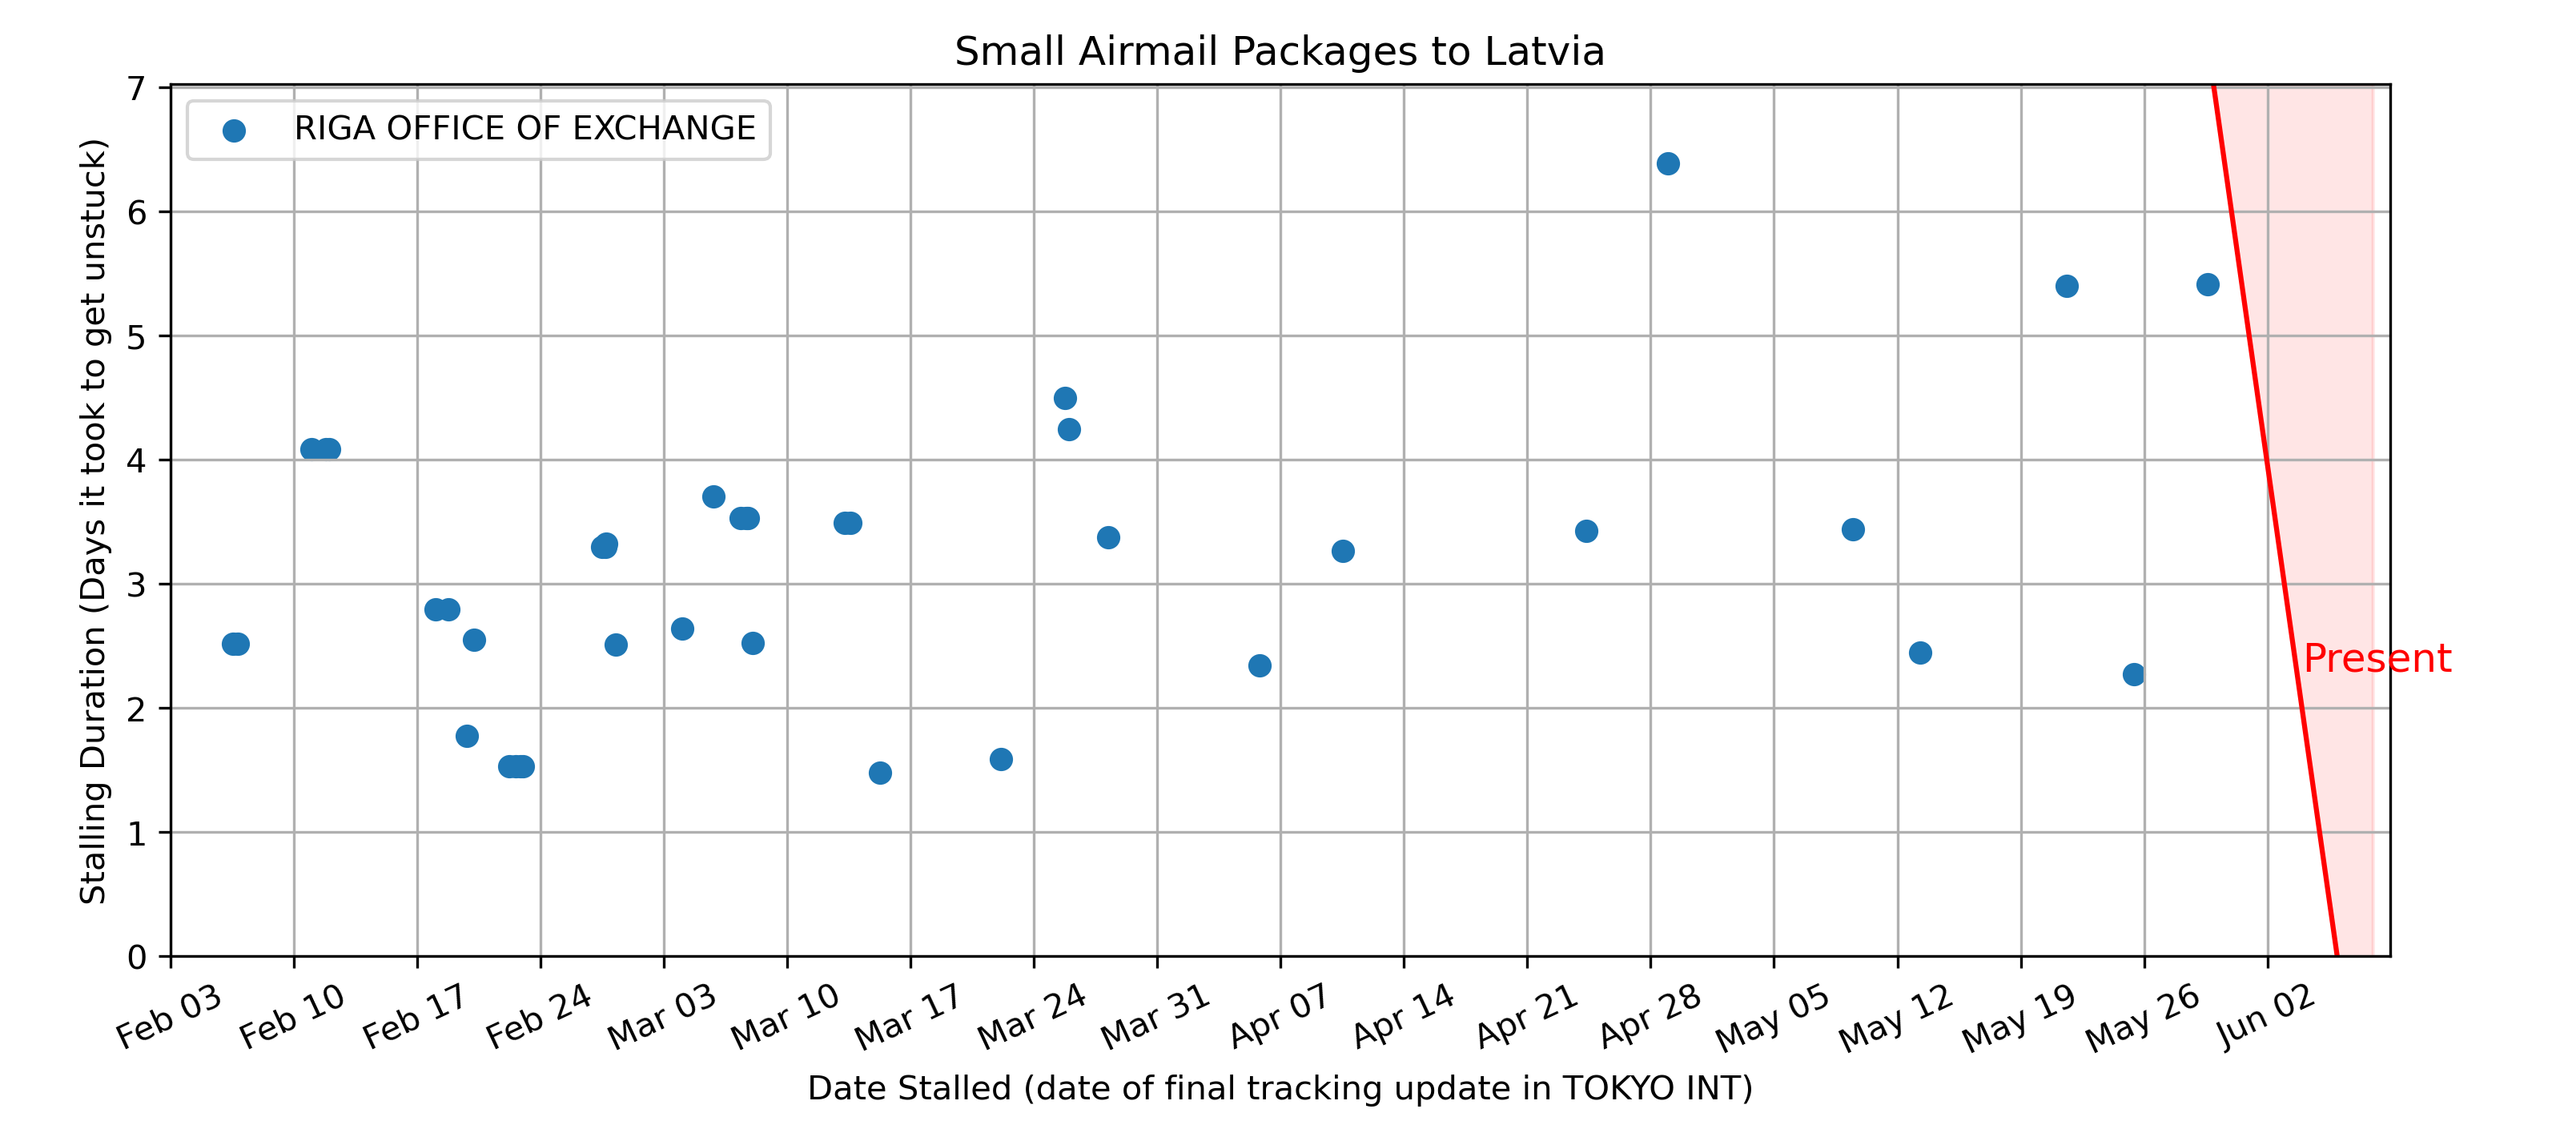 Small Airmail Packages to Latvia
RIGA OFFICE OF EXCHANGE
Stalling Duration (Days it took to get unstuck)
7
6
5
4
3
2
1
0
Present
Feb 03
Feb 10
Feb 17
Feb 24
Mar 03
Mar 10
Mar 17
Mar 24
Mar 31
Apr 07
Apr 14
Apr 21
Apr 28
May 05
May 12
May 19
May 26
Jun 02
Date Stalled (date of final tracking update in TOKYO INT)